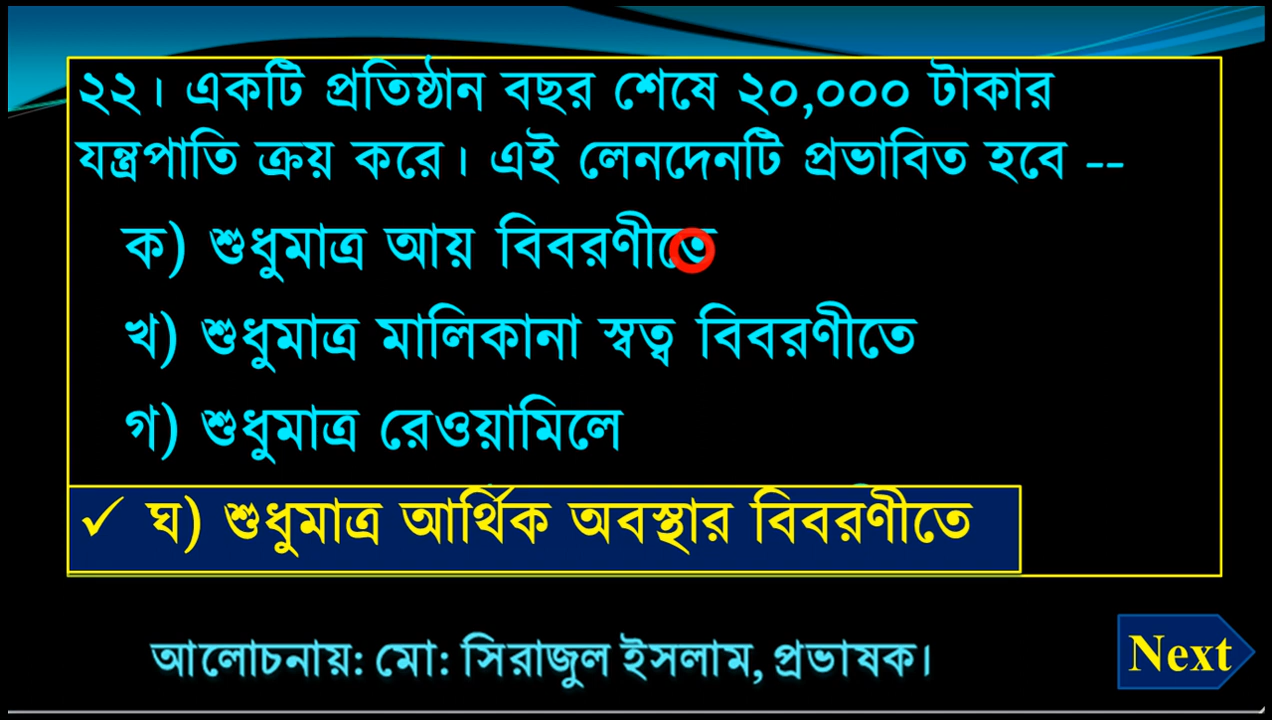 ২২। একটি প্রতিষ্ঠান বছর শেষে ২০,০০০ টাকার
যন্ত্রপাতি ক্রয় করে। এই লেনদেনটি প্রভাবিত হবে --
ক) শুধুমাত্র আয় বিবরণীতে
খ) শুধুমাত্র মালিকানা স্বত্ব বিবরণীতে
গ) শুধুমাত্র রেওয়ামিলে
✓ ঘ) শুধুমাত্র আর্থিক অবস্থার বিবরণীতে
আলোচনায়: মো: সিরাজুল ইসলাম, প্রভাষক।
Next